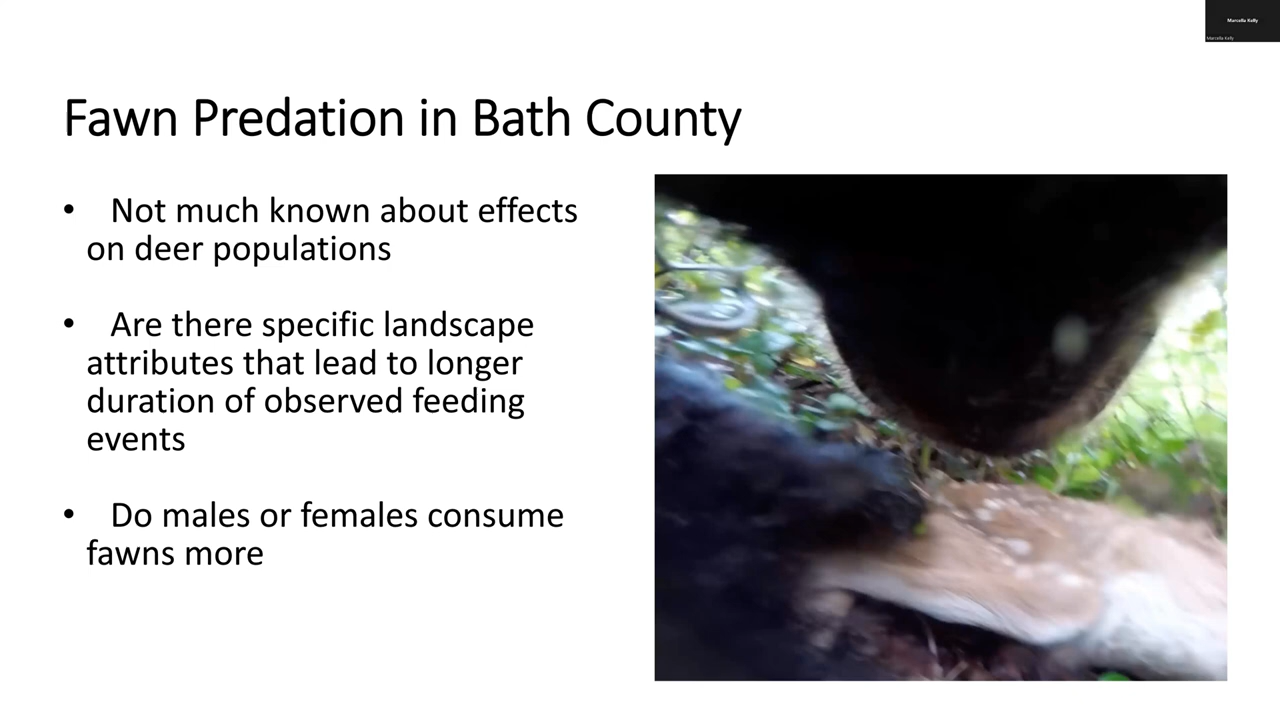 Marcella Kelly
Marcella Kelly
Fawn Predation in Bath County
• Not much known about effects
on deer populations
• Are there specific landscape
attributes that lead to longer
duration of observed feeding
events
• Do males or females consume
fawns more